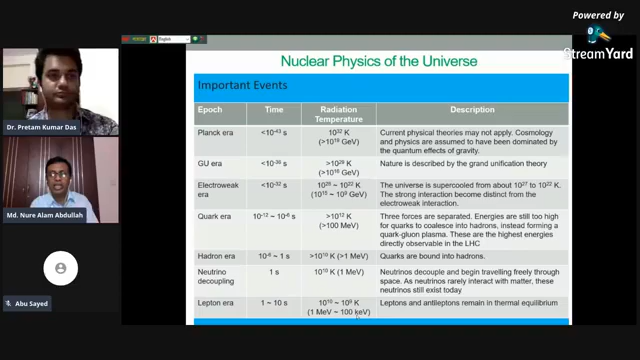 Powered by
StreamYard
English
Nuclear Physics of the Universe
Important Events
Epoch Time Radiation Temperature Description
Planck era <10⁻⁴³ s 10³² K (>10¹⁹ GeV) Current physical theories may not apply. Cosmology
and physics are assumed to have been dominated by
the quantum effects of gravity.
GU era <10⁻³⁶ s >10²⁹ K (>10¹⁶ GeV) Nature is described by the grand unification theory
Electroweak era <10⁻³² s 10²⁸ ~ 10²² K (10¹⁵ ~ 10⁹ GeV) The universe is supercooled from about 10²⁷ to 10²² K.
The strong interaction become distinct from the
electroweak interaction.
Quark era 10⁻¹² ~ 10⁻⁶ s >10¹² K (>100 MeV) Three forces are separated. Energies are still too high
for quarks to coalesce into hadrons, instead forming a
quark-gluon plasma. These are the highest energies
directly observable in the LHC
Hadron era 10⁻⁶ ~ 1 s >10¹⁰ K (>1 MeV) Quarks are bound into hadrons.
Neutrino decoupling 1 s 10¹⁰ K (1 MeV) Neutrinos decouple and begin travelling freely through
space. As neutrinos rarely interact with matter, these
neutrinos still exist today
Lepton era 1 ~ 10 s 10¹⁰ ~ 10⁹ K (1 MeV ~ 100 keV) Leptons and antileptons remain in thermal equilibrium
Dr. Pretam Kumar Das
Md. Nure Alam Abdullah
Abu Sayed